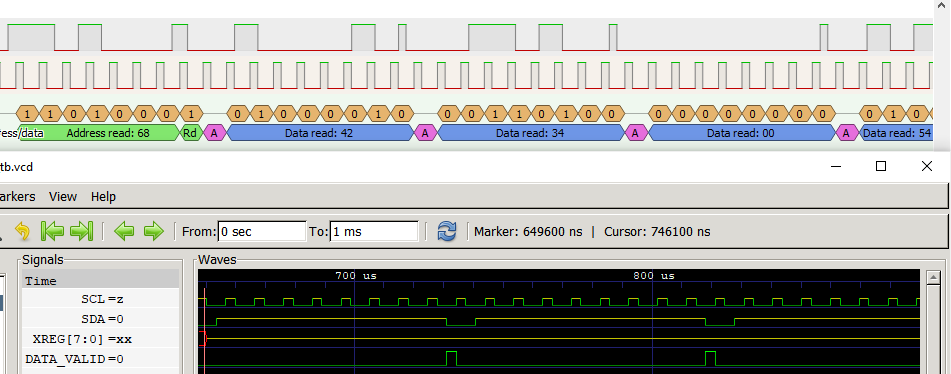 1 1 0 1 0 0 0 1 0 1 0 0 0 0 1 0 0 0 1 1 0 1 0 0 0 0 0 0 0 0 0 0 0 1 0
ress/data Address read: 68 Rd A Data read: 42 A Data read: 34 A Data read: 00 A Data read: 54
tb.vcd
arkers View Help
From: 0 sec To: 1 ms Marker: 649600 ns | Cursor: 746100 ns
Signals Waves
Time 700 us 800 us
SCL =z
SDA =0
XREG[7:0] =xx
DATA_VALID =0